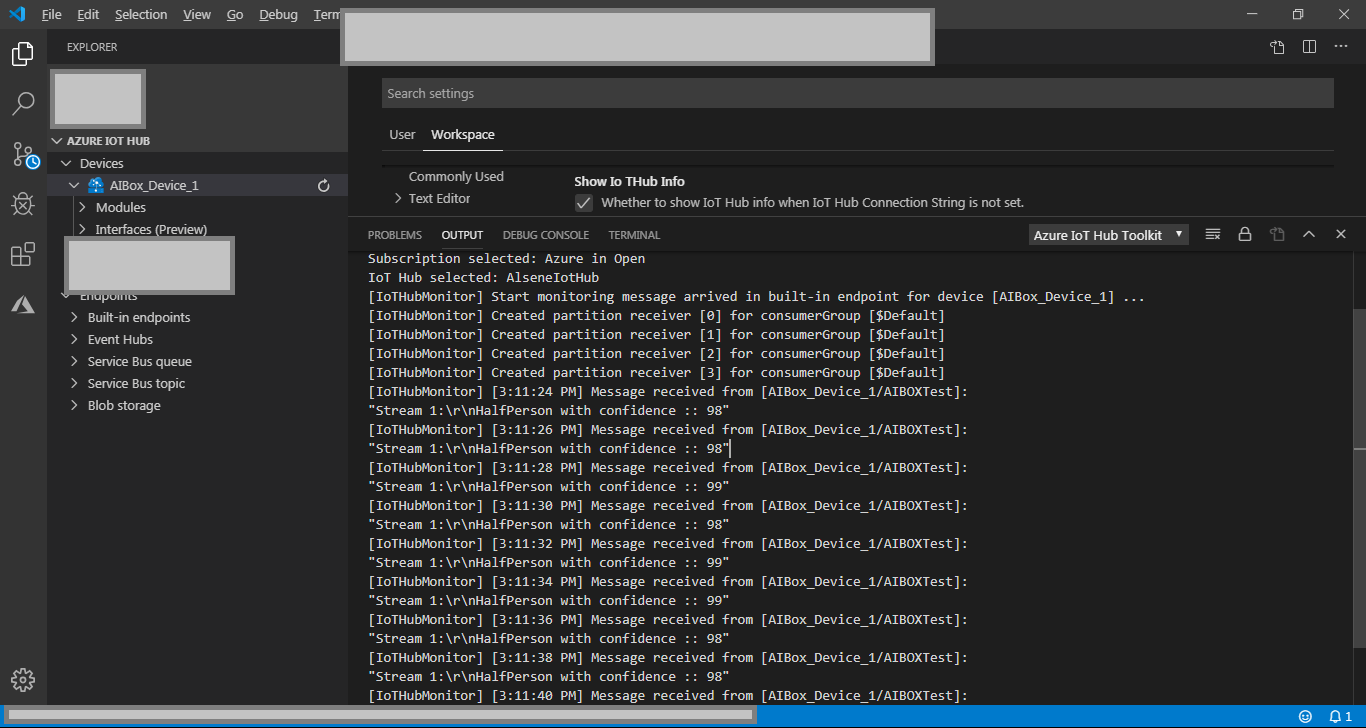 File Edit Selection View Go Debug Term
EXPLORER
Search settings
AZURE IOT HUB
User Workspace
Devices
Commonly Used
AIBox_Device_1
Show Io THub Info
Text Editor
Whether to show IoT Hub info when IoT Hub Connection String is not set.
Modules
Interfaces (Preview)
PROBLEMS OUTPUT DEBUG CONSOLE TERMINAL Azure IoT Hub Toolkit
Endpoints
Built-in endpoints
Event Hubs
Service Bus queue
Service Bus topic
Blob storage
Subscription selected: Azure in Open
IoT Hub selected: AlseneIotHub
[IoTHubMonitor] Start monitoring message arrived in built-in endpoint for device [AIBox_Device_1] ...
[IoTHubMonitor] Created partition receiver [0] for consumerGroup [$Default]
[IoTHubMonitor] Created partition receiver [1] for consumerGroup [$Default]
[IoTHubMonitor] Created partition receiver [2] for consumerGroup [$Default]
[IoTHubMonitor] Created partition receiver [3] for consumerGroup [$Default]
[IoTHubMonitor] [3:11:24 PM] Message received from [AIBox_Device_1/AIBOXTest]:
"Stream 1:\r\nHalfPerson with confidence :: 98"
[IoTHubMonitor] [3:11:26 PM] Message received from [AIBox_Device_1/AIBOXTest]:
"Stream 1:\r\nHalfPerson with confidence :: 98"
[IoTHubMonitor] [3:11:28 PM] Message received from [AIBox_Device_1/AIBOXTest]:
"Stream 1:\r\nHalfPerson with confidence :: 99"
[IoTHubMonitor] [3:11:30 PM] Message received from [AIBox_Device_1/AIBOXTest]:
"Stream 1:\r\nHalfPerson with confidence :: 98"
[IoTHubMonitor] [3:11:32 PM] Message received from [AIBox_Device_1/AIBOXTest]:
"Stream 1:\r\nHalfPerson with confidence :: 99"
[IoTHubMonitor] [3:11:34 PM] Message received from [AIBox_Device_1/AIBOXTest]:
"Stream 1:\r\nHalfPerson with confidence :: 99"
[IoTHubMonitor] [3:11:36 PM] Message received from [AIBox_Device_1/AIBOXTest]:
"Stream 1:\r\nHalfPerson with confidence :: 98"
[IoTHubMonitor] [3:11:38 PM] Message received from [AIBox_Device_1/AIBOXTest]:
"Stream 1:\r\nHalfPerson with confidence :: 98"
[IoTHubMonitor] [3:11:40 PM] Message received from [AIBox_Device_1/AIBOXTest]:
1